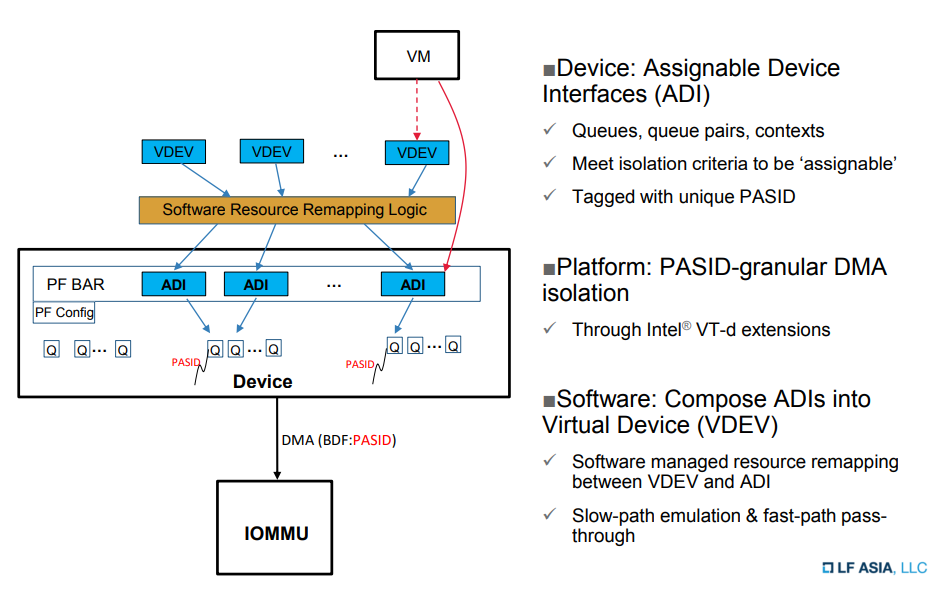 VM
VDEV
VDEV
...
VDEV
Software Resource Remapping Logic
PF BAR
ADI
ADI
...
ADI
PF Config
Q
Q
...
Q
PASID
Q
Q
...
Q
PASID
Q
Q
...
Q
Device
DMA (BDF:PASID)
IOMMU
■Device: Assignable Device
Interfaces (ADI)
✓ Queues, queue pairs, contexts
✓ Meet isolation criteria to be ‘assignable’
✓ Tagged with unique PASID
■Platform: PASID-granular DMA
isolation
✓ Through Intel® VT-d extensions
■Software: Compose ADIs into
Virtual Device (VDEV)
✓ Software managed resource remapping
between VDEV and ADI
✓ Slow-path emulation & fast-path pass-
through
LF ASIA, LLC